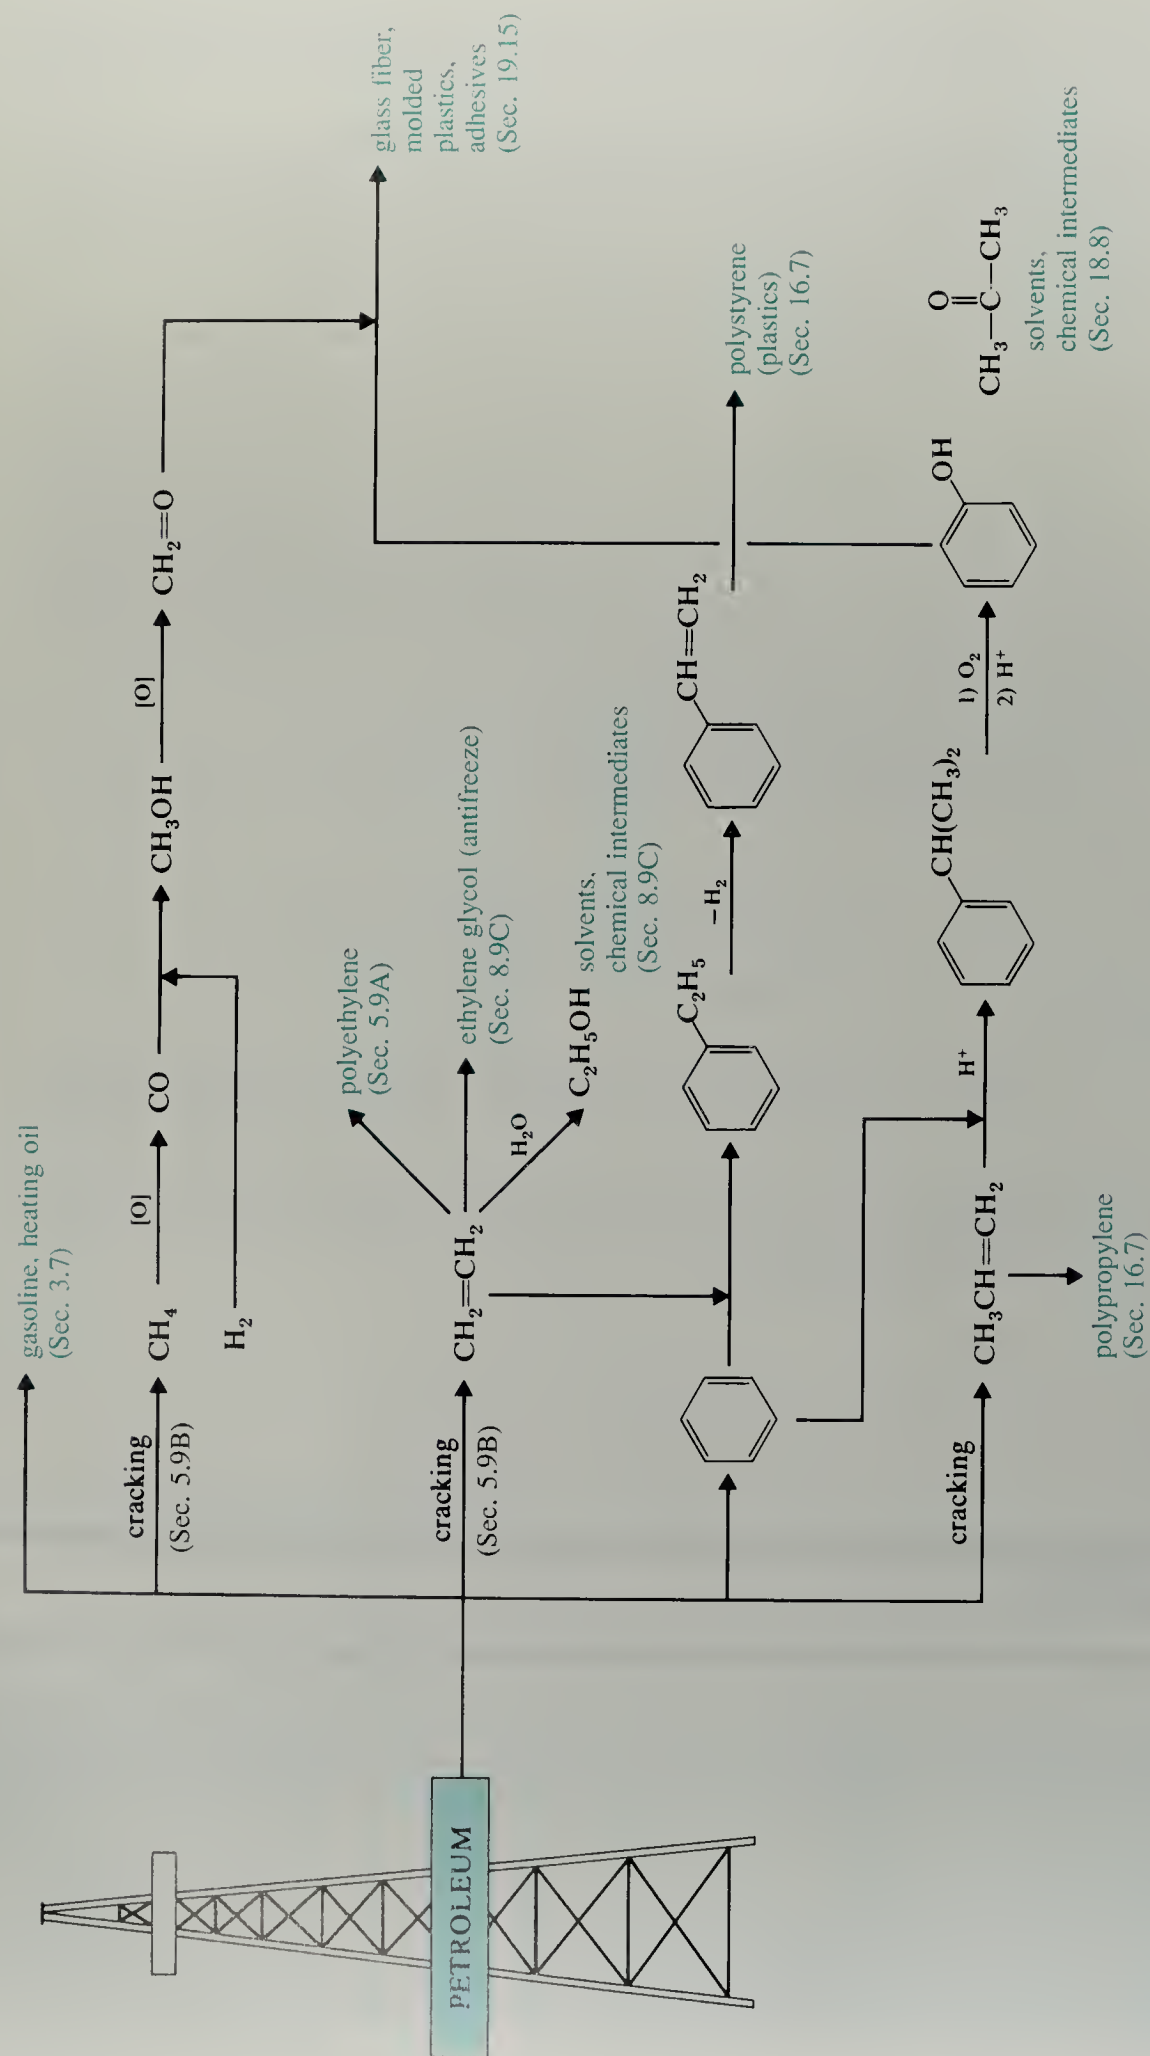 PETROLEUM
gasoline, heating oil
(Sec. 3.7)
cracking
(Sec. 5.9B)
CH₄
[O]
CO
CH₃OH
[O]
CH₂=O
H₂
glass fiber,
molded
plastics,
adhesives
(Sec. 19.15)
cracking
(Sec. 5.9B)
CH₂=CH₂
polyethylene
(Sec. 5.9A)
ethylene glycol (antifreeze)
(Sec. 8.9C)
H₂O
C₂H₅OH solvents,
chemical intermediates
(Sec. 8.9C)
C₂H₅
−H₂
CH=CH₂
polystyrene
(plastics)
(Sec. 16.7)
cracking
CH₃CH=CH₂
H⁺
CH(CH₃)₂
1) O₂
2) H⁺
OH
O
CH₃—C—CH₃
solvents,
chemical intermediates
(Sec. 18.8)
polypropylene
(Sec. 16.7)